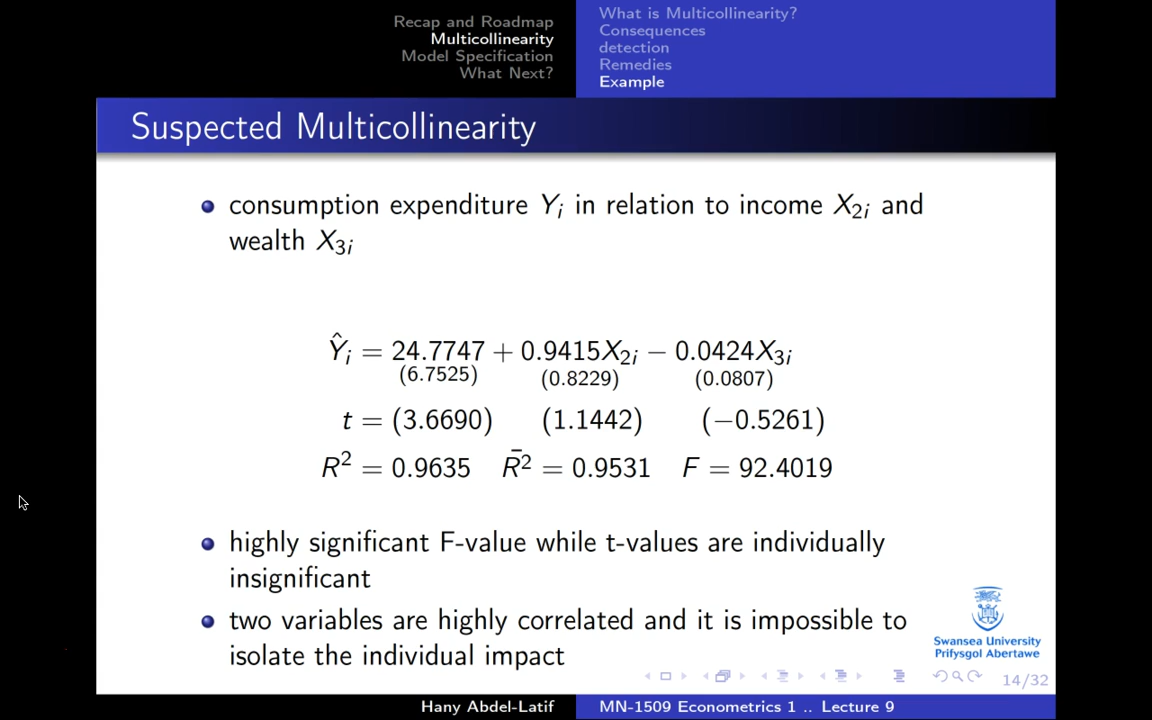 Recap and Roadmap
Multicollinearity
Model Specification
What Next?
What is Multicollinearity?
Consequences
detection
Remedies
Example
Suspected Multicollinearity
consumption expenditure Yᵢ in relation to income X₂ᵢ and
wealth X₃ᵢ
Ŷᵢ = 24.7747 + 0.9415X₂ᵢ − 0.0424X₃ᵢ
(6.7525) (0.8229) (0.0807)
t = (3.6690) (1.1442) (−0.5261)
R² = 0.9635 R̄² = 0.9531 F = 92.4019
highly significant F-value while t-values are individually
insignificant
two variables are highly correlated and it is impossible to
isolate the individual impact
Swansea University
Prifysgol Abertawe
14/32
Hany Abdel-Latif
MN-1509 Econometrics 1 .. Lecture 9